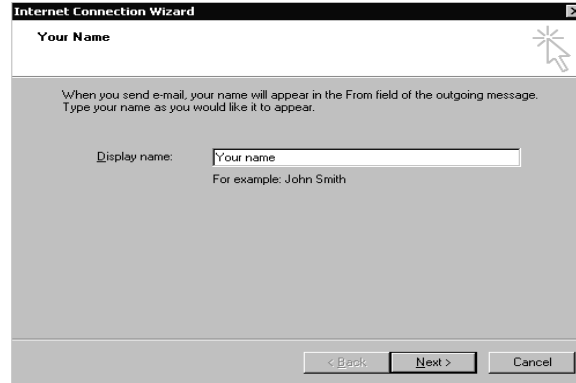 Internet Connection Wizard
Your Name
When you send e-mail, your name will appear in the From field of the outgoing message.
Type your name as you would like it to appear.
Display name: Your name
For example: John Smith
< Back Next > Cancel